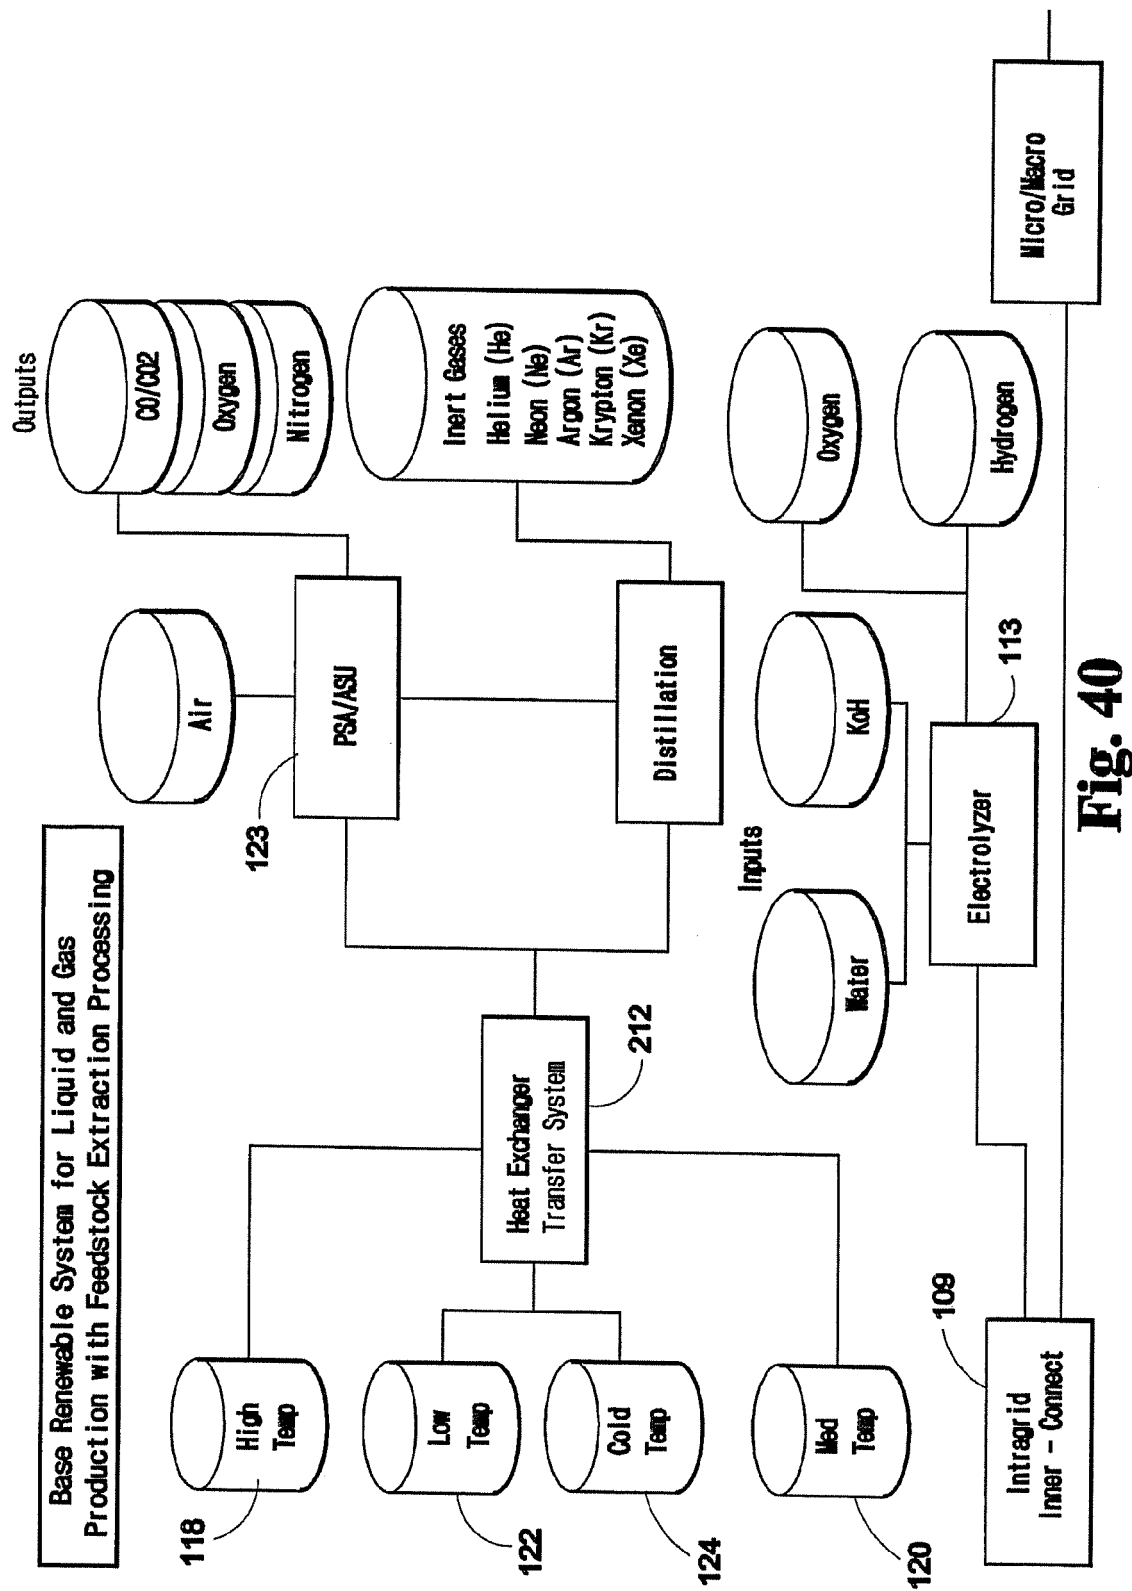 Base Renewable System for Liquid and Gas
Production with Feedstock Extraction Processing
Outputs
Air
CO/CO2
Oxygen
Nitrogen
High
Temp
118
123
PSA/ASU
Inert Gases
Helium (He)
Neon (Ne)
Argon (Ar)
Krypton (Kr)
Xenon (Xe)
Low
Temp
122
Heat Exchanger
Transfer System
212
Cold
Temp
124
Distillation
Med
Temp
120
Inputs
Water
KoH
Oxygen
Hydrogen
109
Electrolyzer
113
Intragrid
Inner - Connect
Micro/Macro
Grid
Fig. 40